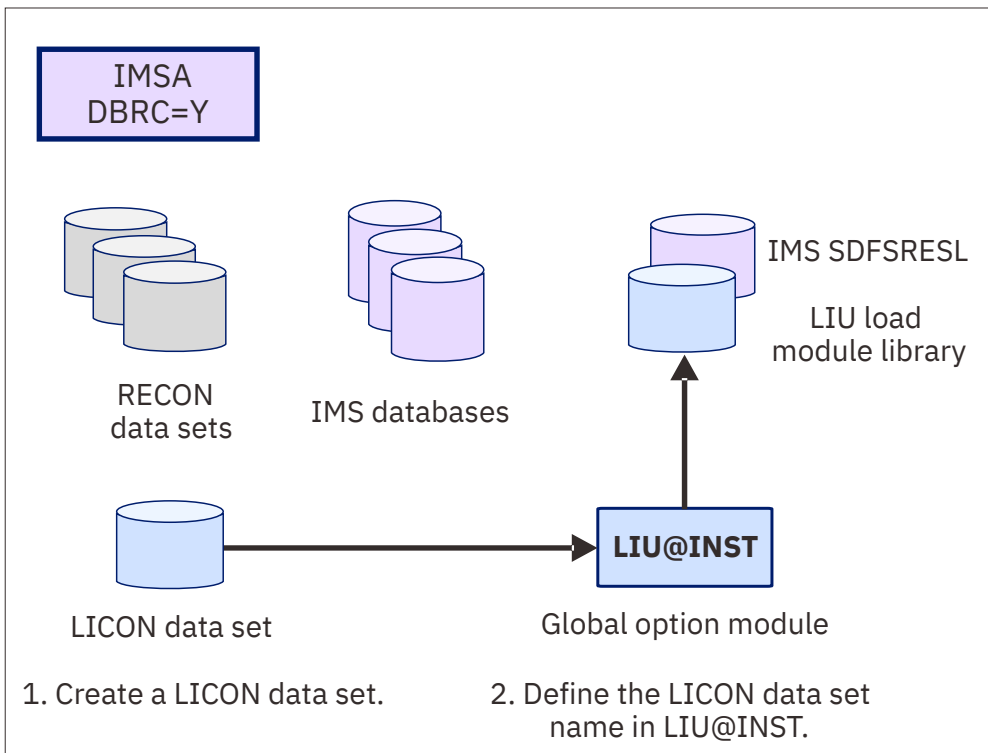 IMSA
DBRC=Y
IMS SDFSRESL
LIU load
module library
RECON
data sets
IMS databases
LIU@INST
LICON data set
Global option module
1. Create a LICON data set.
2. Define the LICON data set
name in LIU@INST.